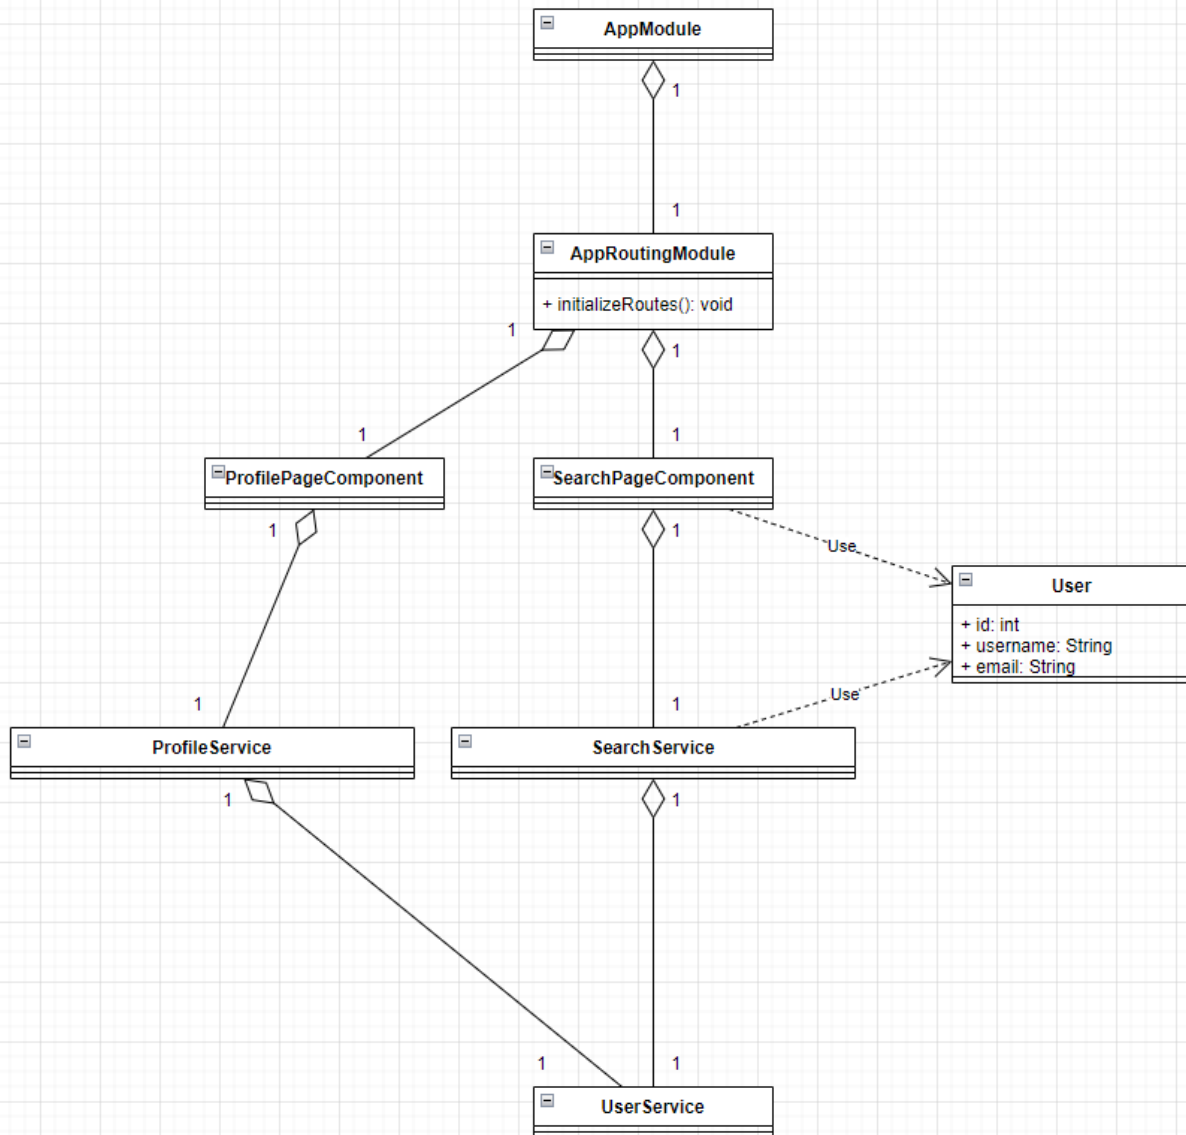 AppModule
1
1
AppRoutingModule
+ initializeRoutes(): void
1
1
1
1
ProfilePageComponent
SearchPageComponent
1
1
Use
User
+ id: int
+ username: String
+ email: String
Use
1
1
ProfileService
SearchService
1
1
1
1
UserService